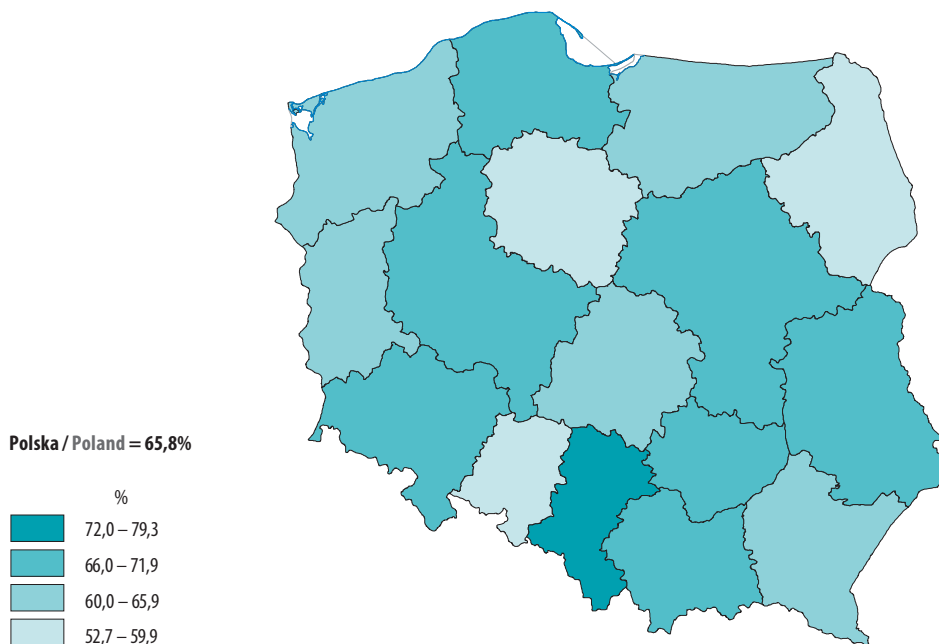 Polska / Poland = 65,8%
%
72,0 – 79,3
66,0 – 71,9
60,0 – 65,9
52,7 – 59,9